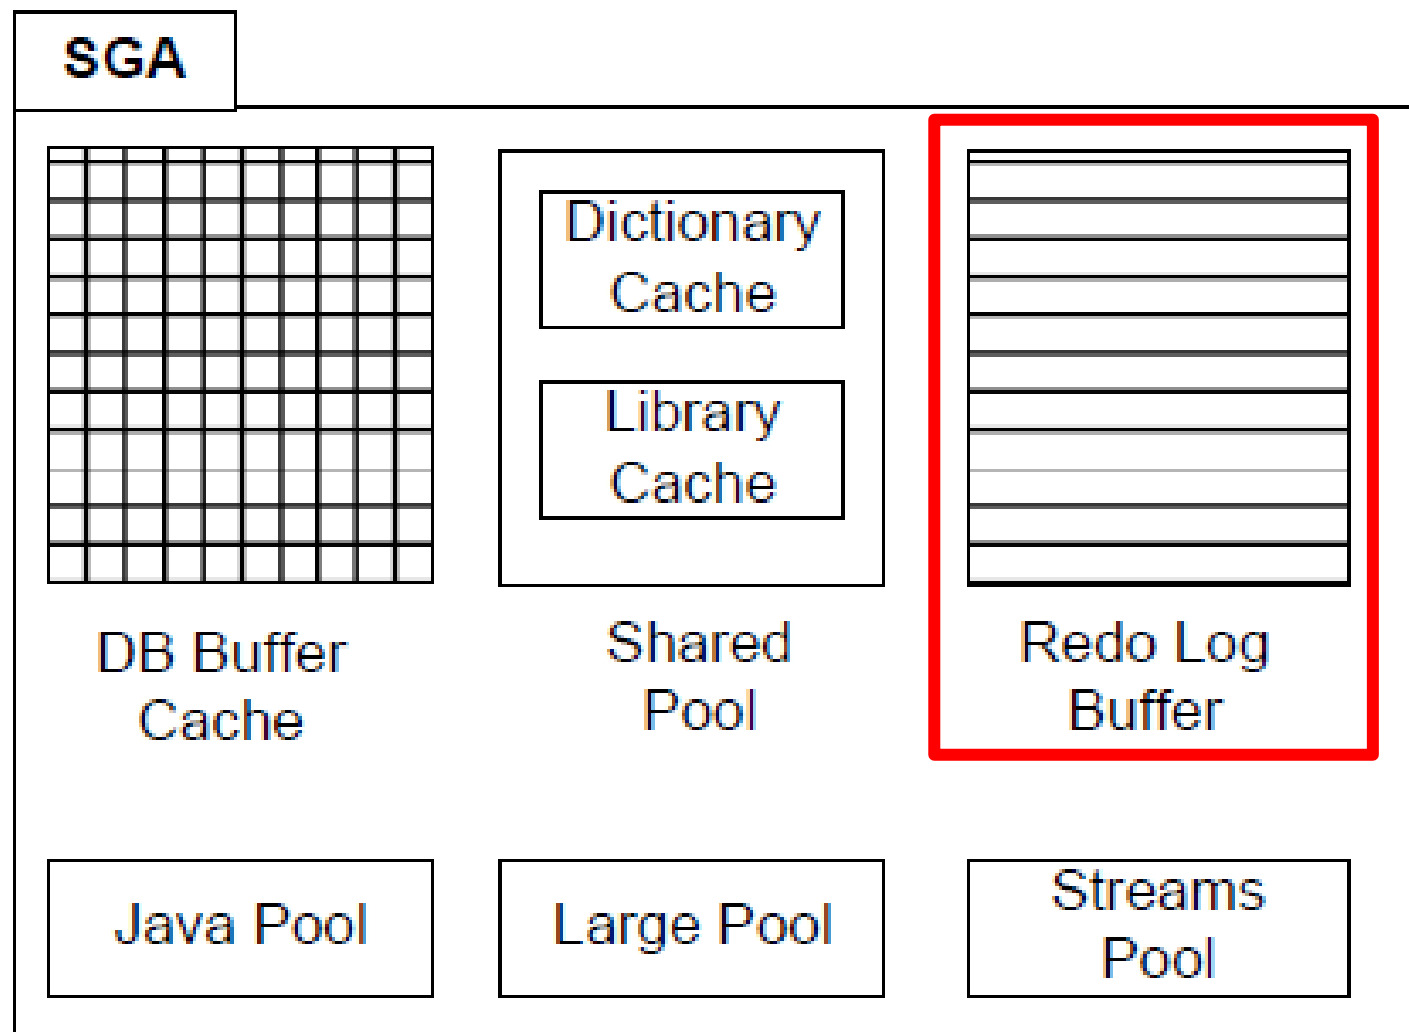 SGA
Dictionary
Cache
Library
Cache
DB Buffer
Cache
Shared
Pool
Redo Log
Buffer
Java Pool
Large Pool
Streams
Pool